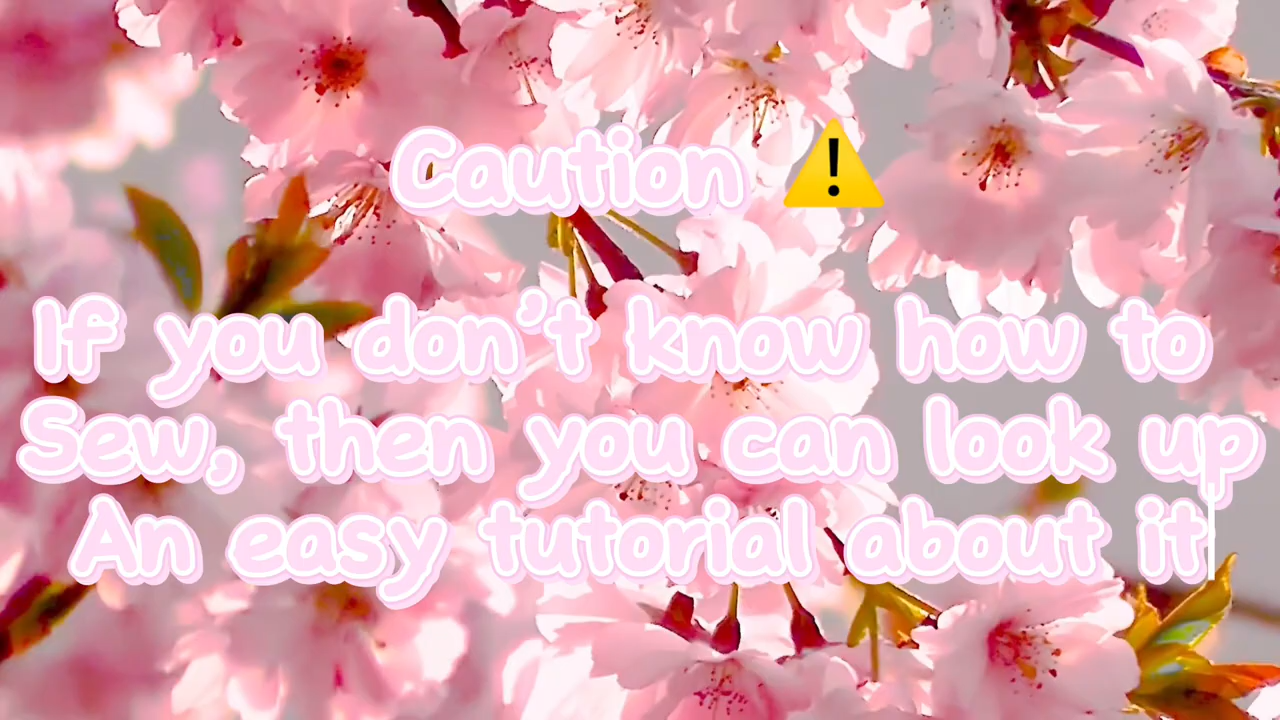 Caution ⚠️
If you don't know how to
Sew, then you can look up
An easy tutorial about it